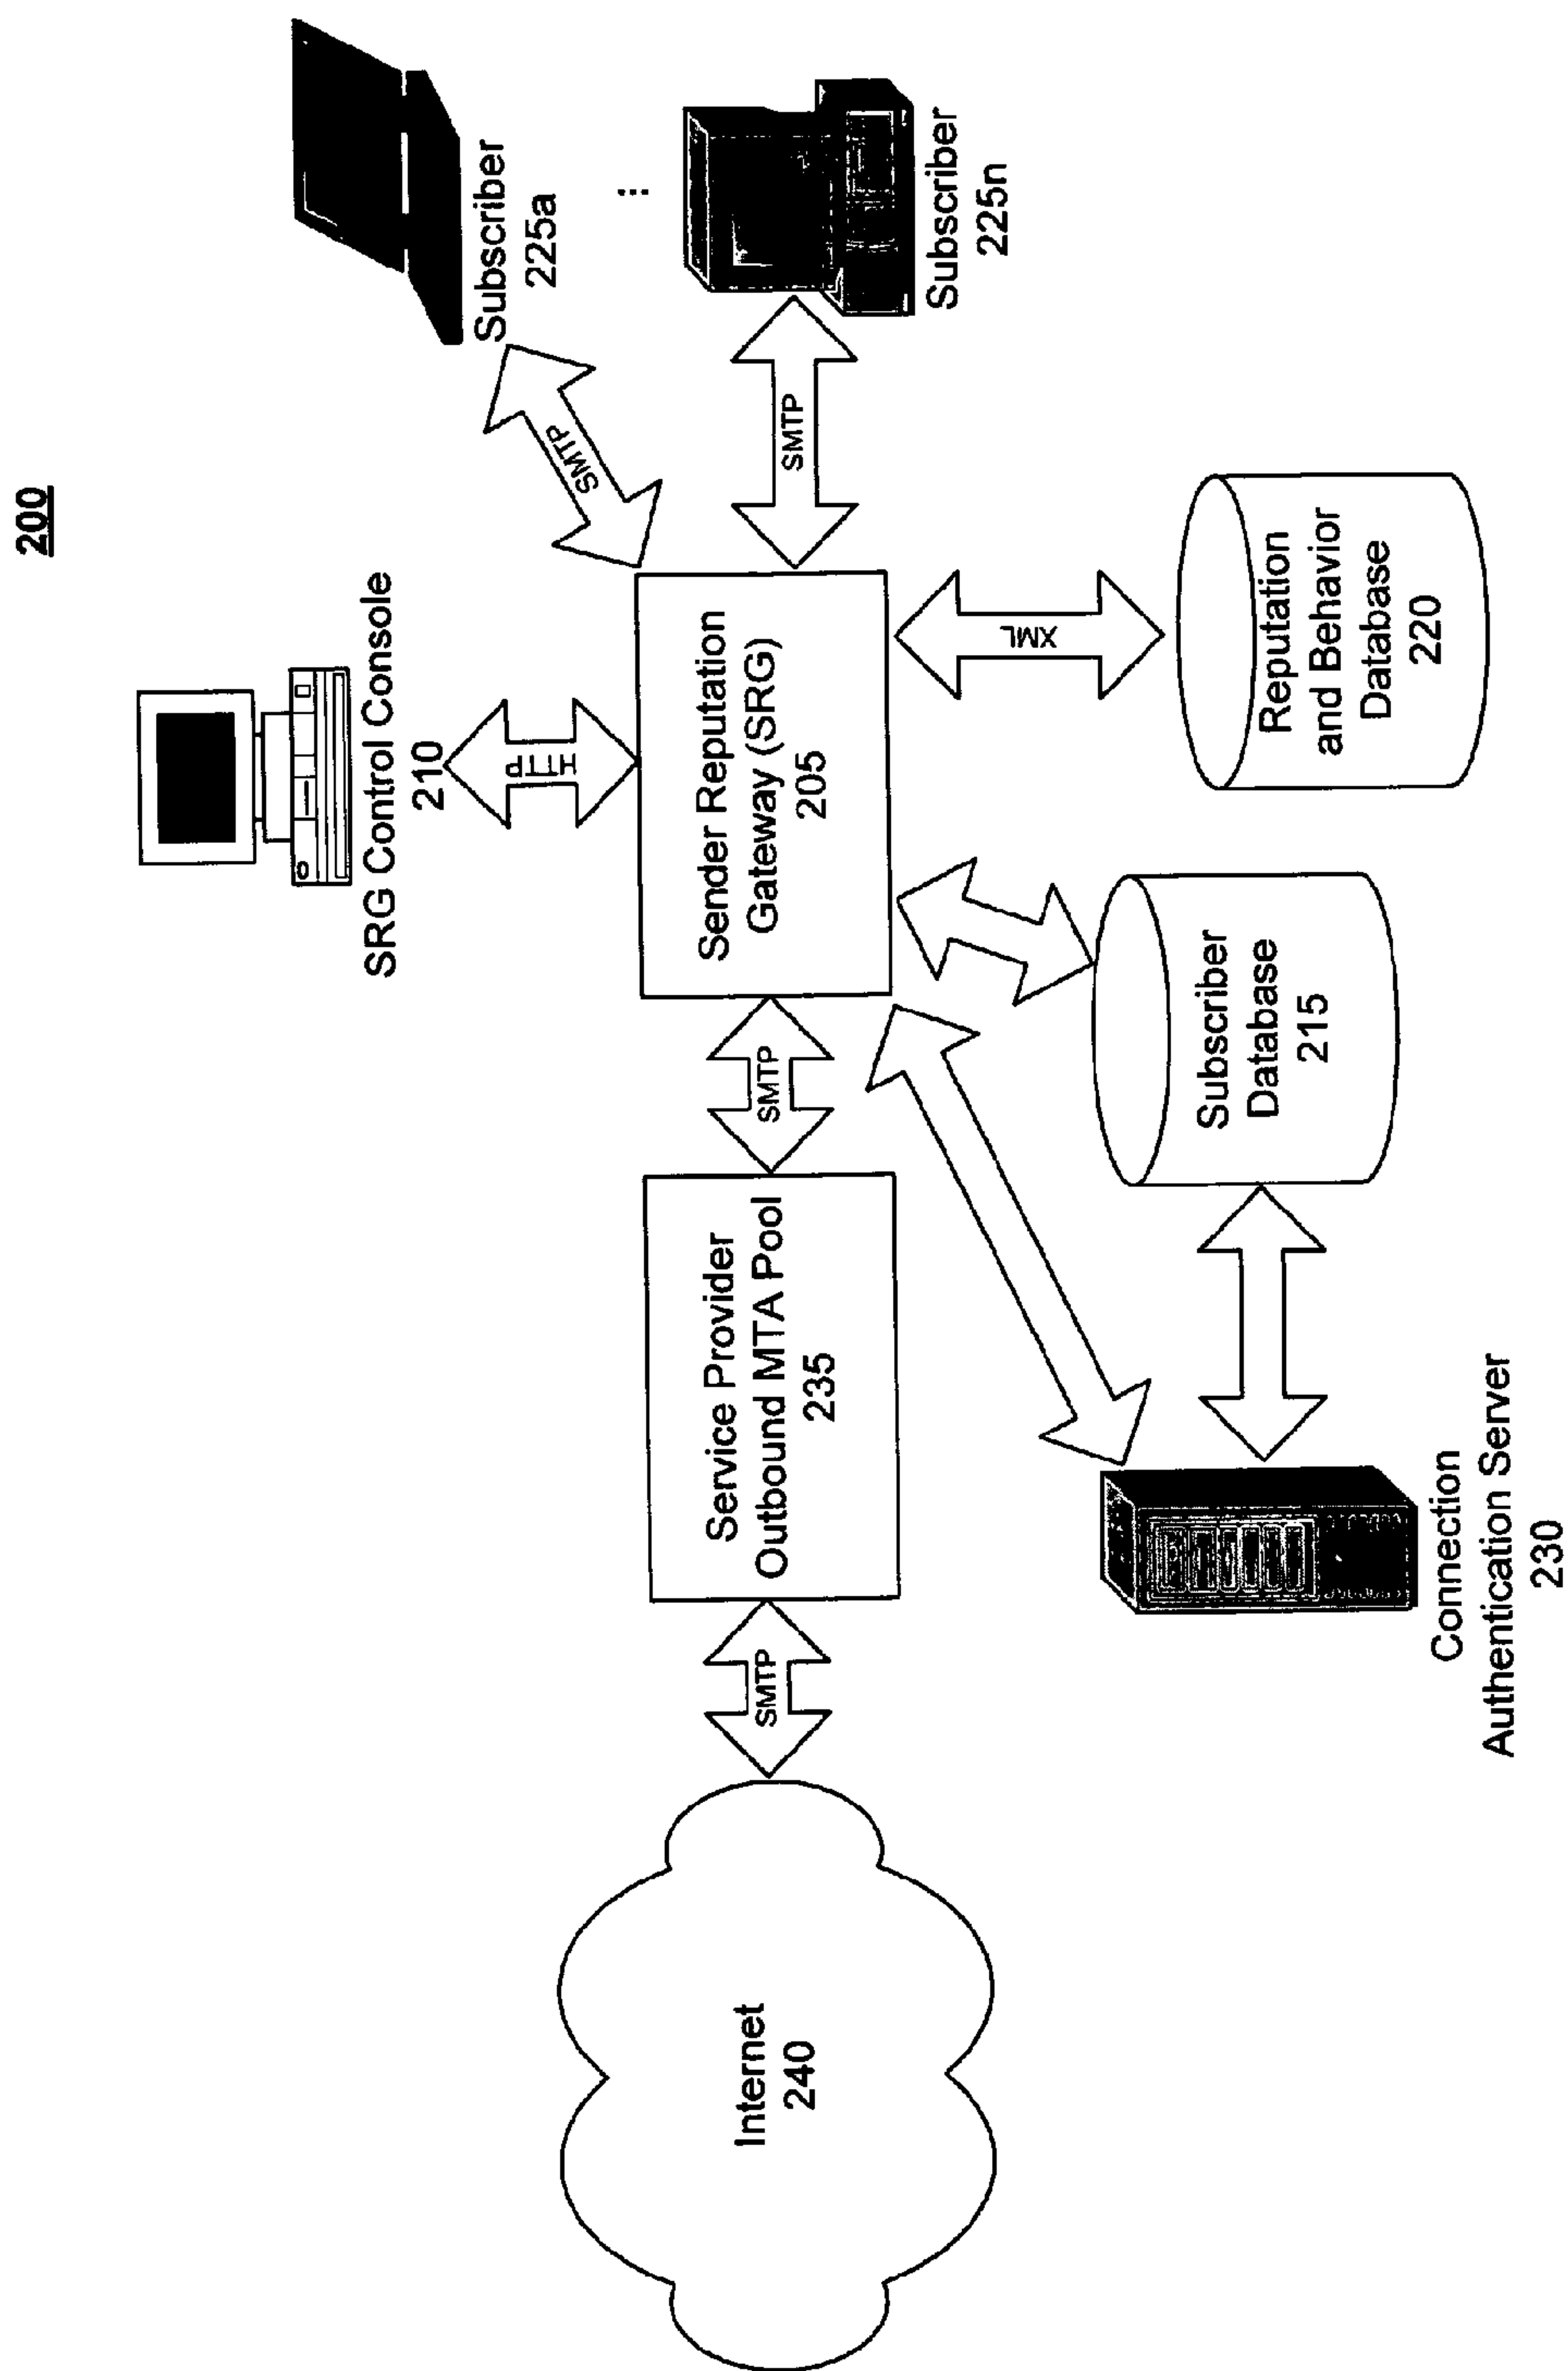 200
SRG Control Console
210
HTTP
Subscriber
225a
...
Subscriber
225n
SMTP
SMTP
Internet
240
SMTP
Service Provider
Outbound MTA Pool
235
SMTP
Sender Reputation
Gateway (SRG)
205
XML
Connection
Authentication Server
230
Subscriber
Database
215
Reputation
and Behavior
Database
220